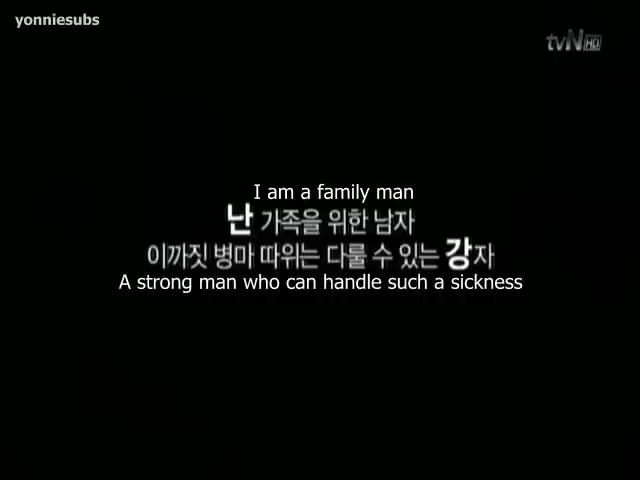 yonniesubs
tvN HD
I am a family man
난 가족을 위한 남자
이까짓 병마 따위는 다룰 수 있는 강자
A strong man who can handle such a sickness